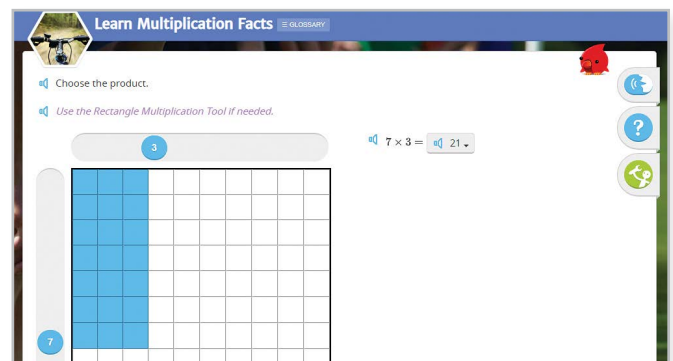 Learn Multiplication Facts ≡ GLOSSARY
Choose the product.
Use the Rectangle Multiplication Tool if needed.
3
7 × 3 = 21
7
?